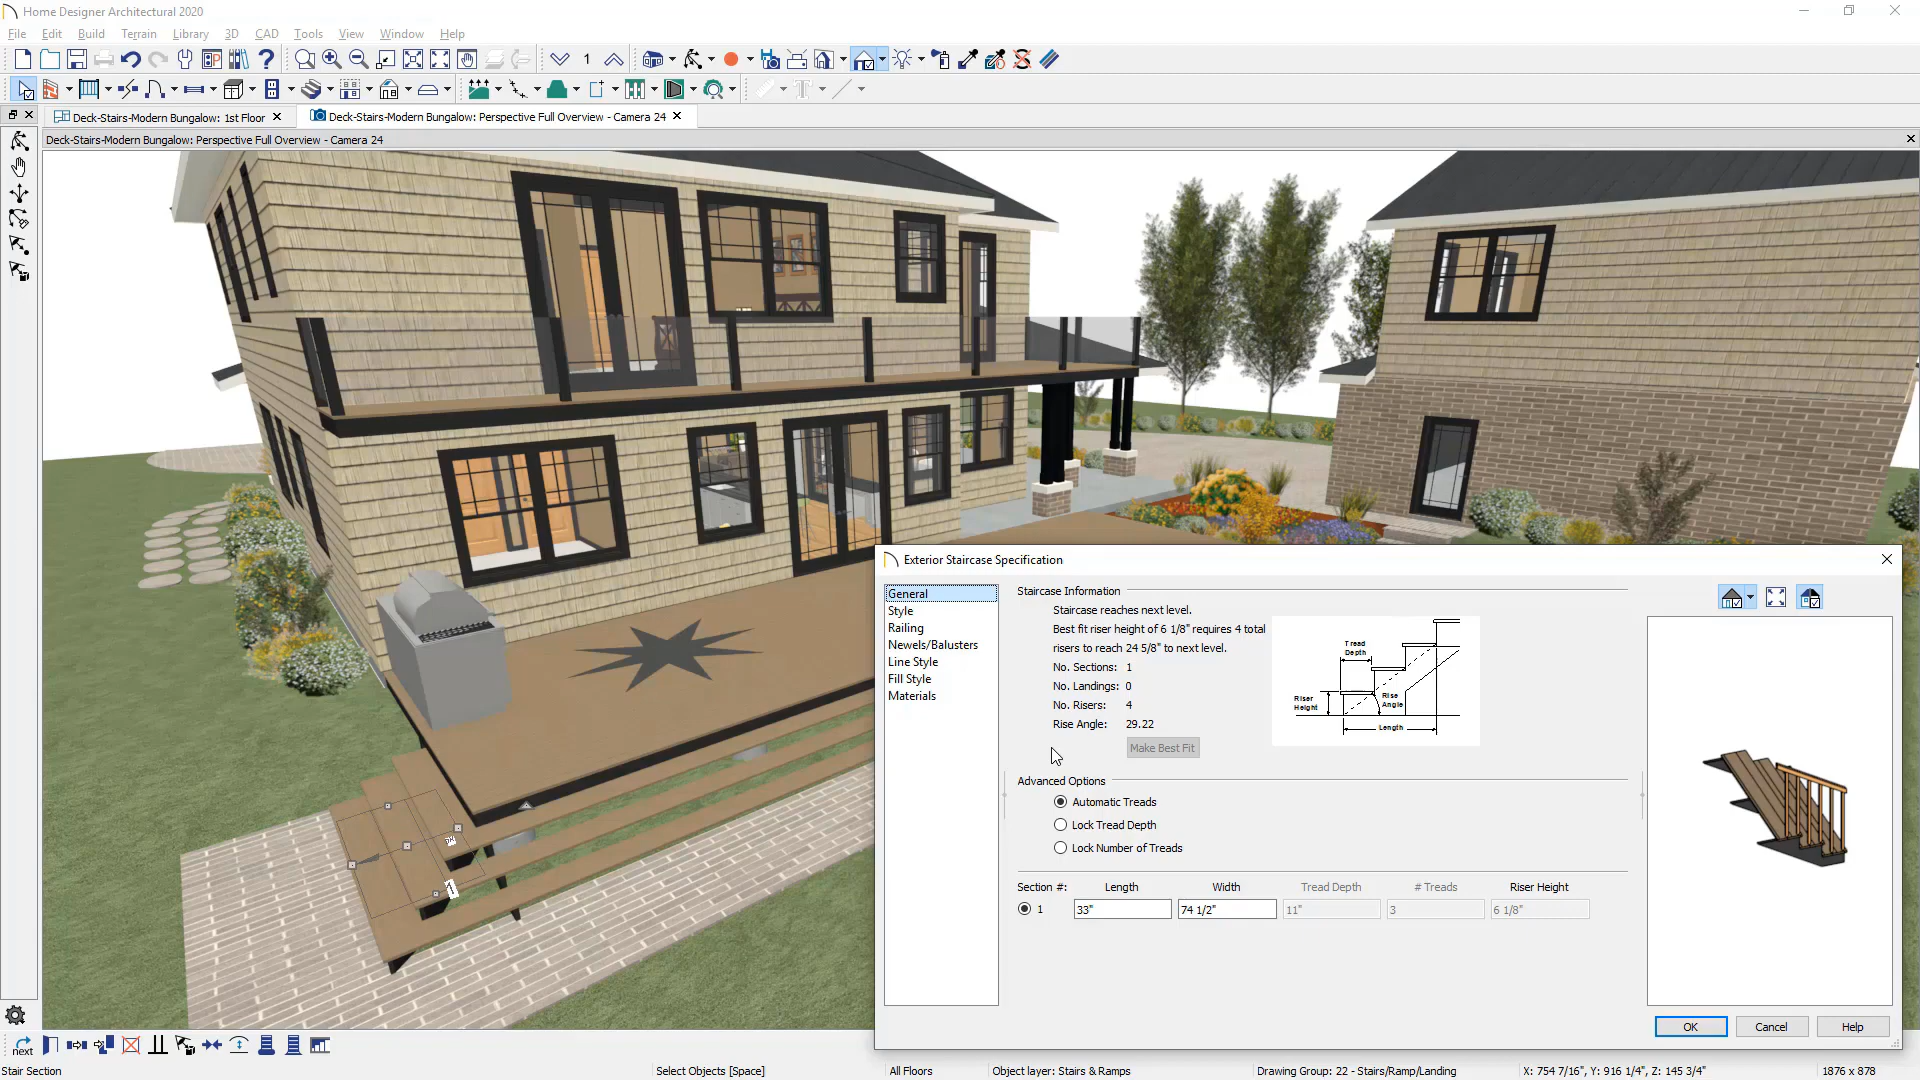 Home Designer Architectural 2020
File Edit Build Terrain Library 3D CAD Tools View Window Help
1
Deck-Stairs-Modern Bungalow: 1st Floor
Deck-Stairs-Modern Bungalow: Perspective Full Overview - Camera 24
Deck-Stairs-Modern Bungalow: Perspective Full Overview - Camera 24
Exterior Staircase Specification
General
Style
Railing
Newels/Balusters
Line Style
Fill Style
Materials
Staircase Information
Staircase reaches next level.
Best fit riser height of 6 1/8" requires 4 total
risers to reach 24 5/8" to next level.
No. Sections: 1
No. Landings: 0
No. Risers: 4
Rise Angle: 29.22
Make Best Fit
Tread
Depth
Riser
Height
Rise
Angle
Length
Advanced Options
Automatic Treads
Lock Tread Depth
Lock Number of Treads
Section #: Length Width Tread Depth # Treads Riser Height
1 33" 74 1/2" 11" 3 6 1/8"
OK Cancel Help
next
Stair Section Select Objects [Space] All Floors Object layer: Stairs & Ramps Drawing Group: 22 - Stairs/Ramp/Landing X: 754 7/16", Y: 916 1/4", Z: 145 3/4" 1876 x 878